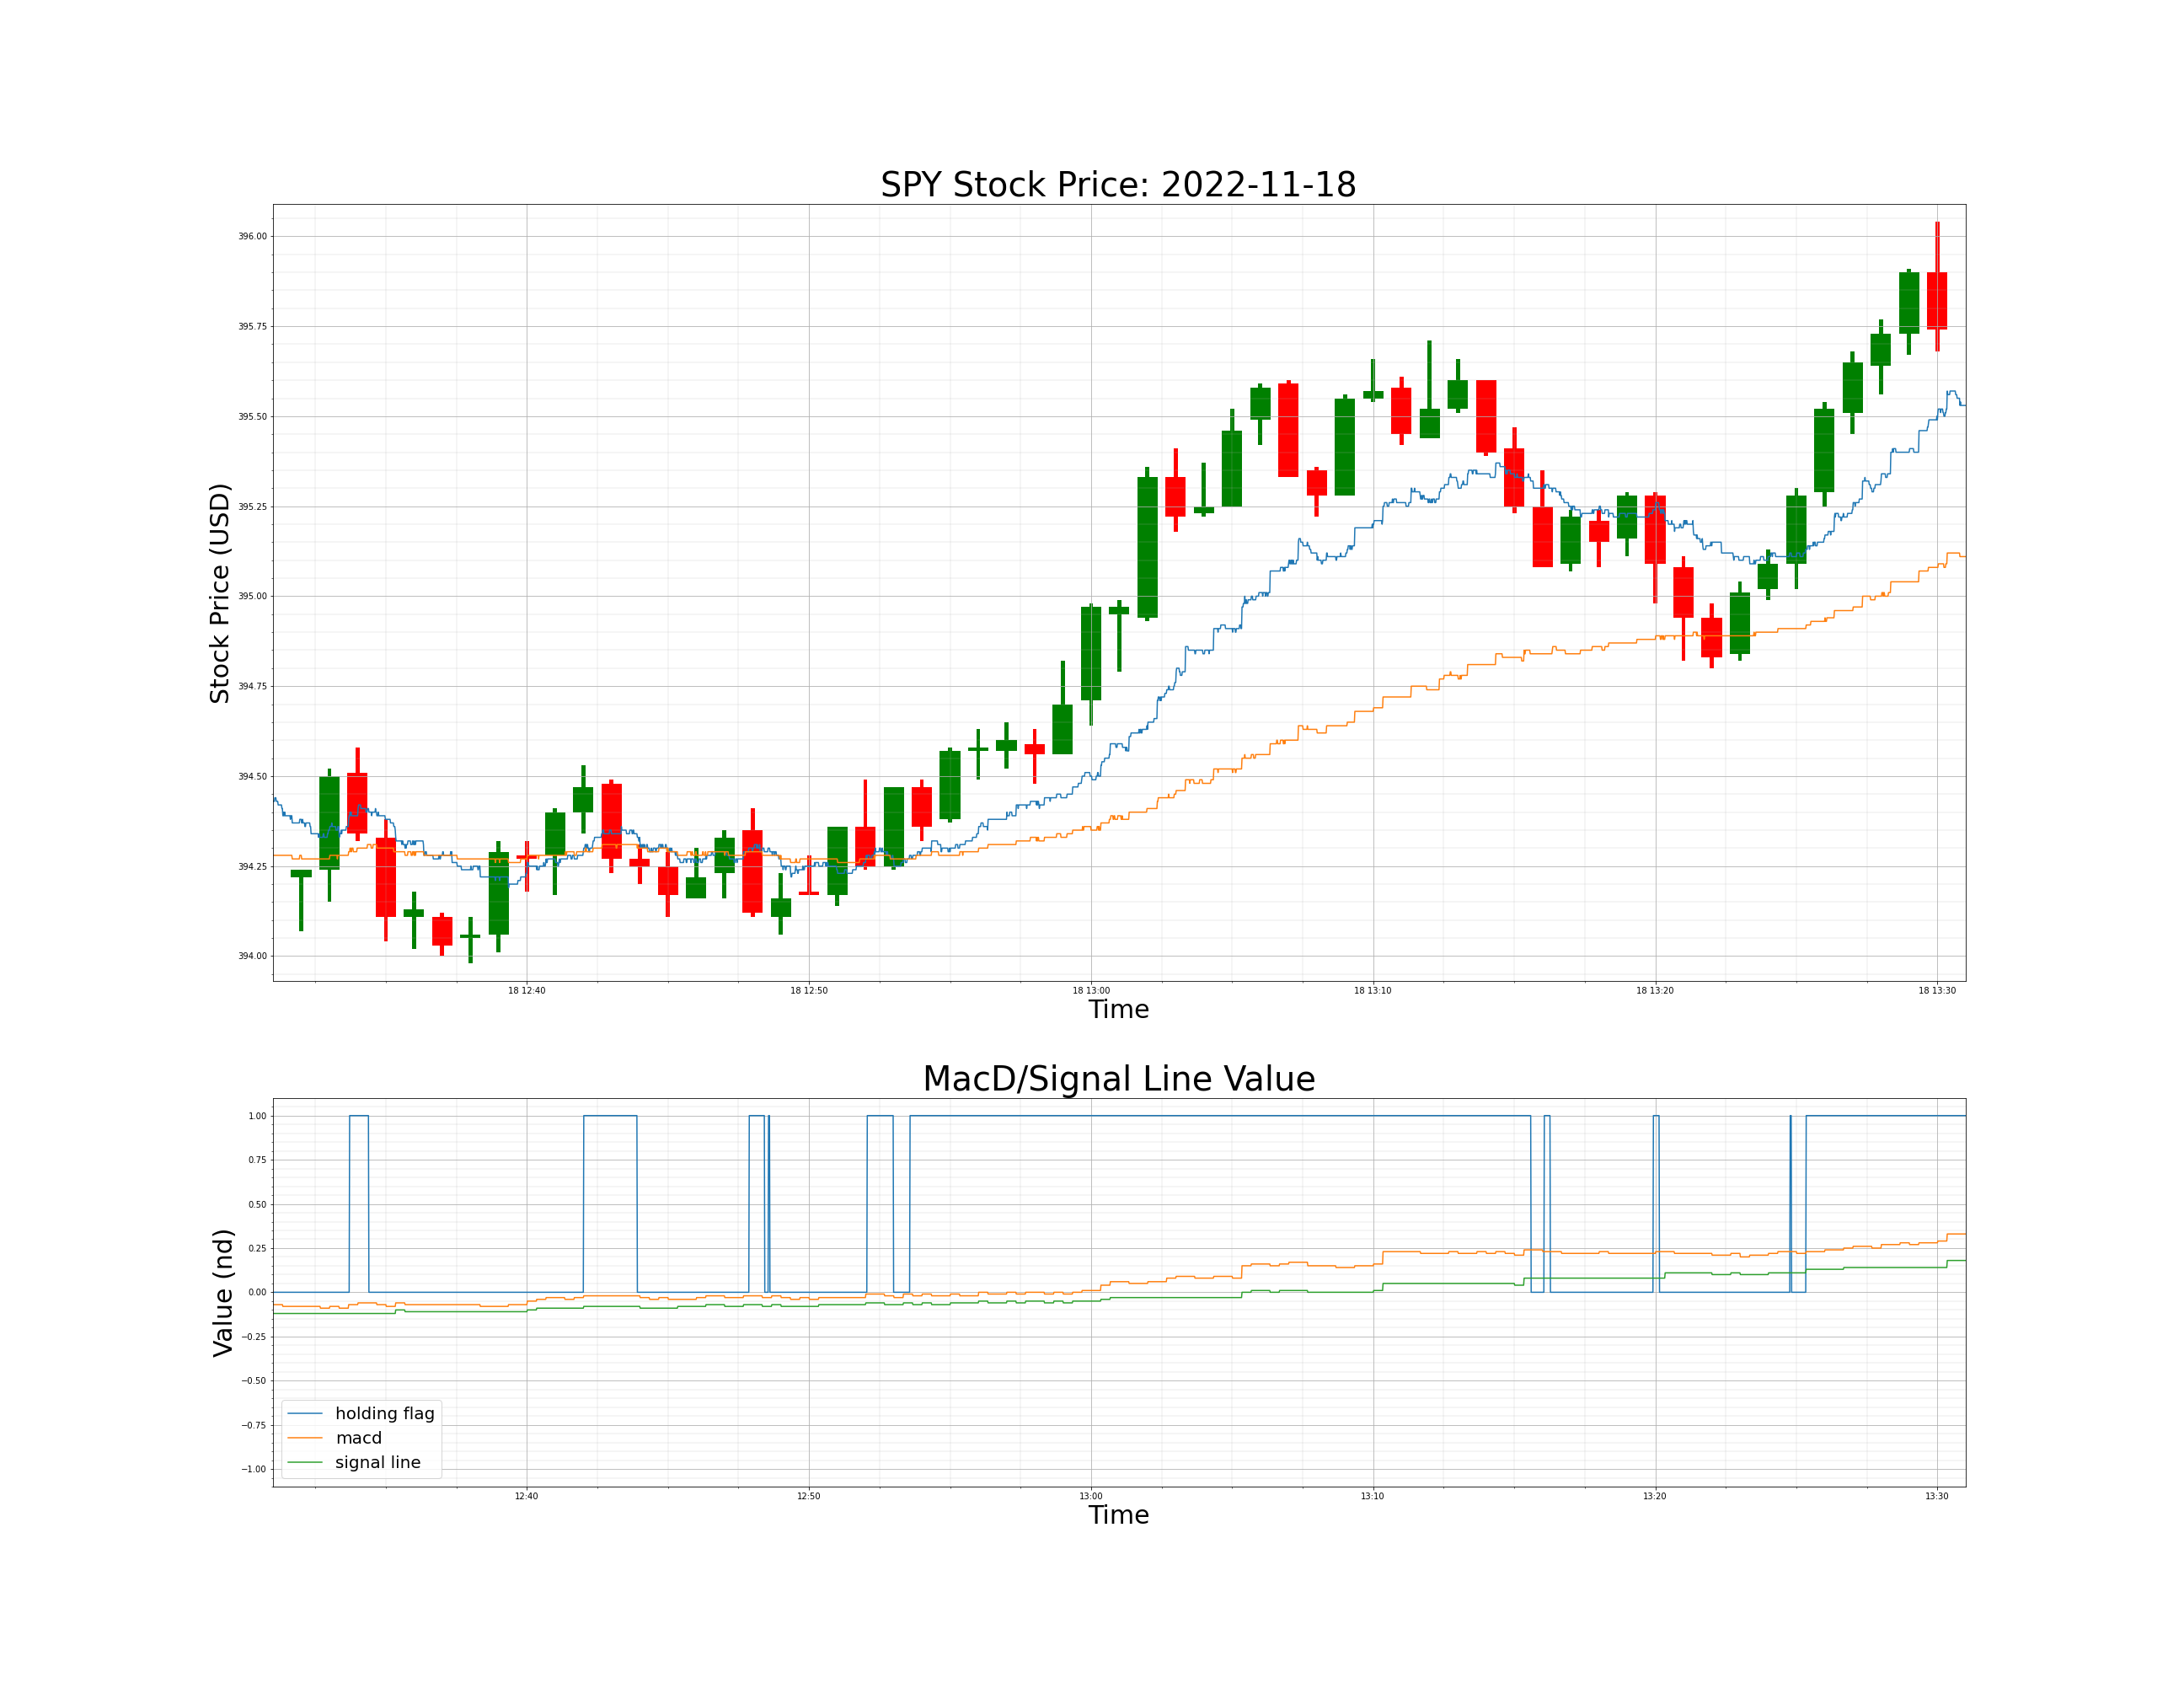 SPY Stock Price: 2022-11-18
Stock Price (USD)
396.00
395.75
395.50
395.25
395.00
394.75
394.50
394.25
394.00
18 12:40 18 12:50 18 13:00 18 13:10 18 13:20 18 13:30
Time
MacD/Signal Line Value
Value (nd)
1.00
0.75
0.50
0.25
0.00
−0.25
−0.50
−0.75
−1.00
holding flag
macd
signal line
12:40 12:50 13:00 13:10 13:20 13:30
Time